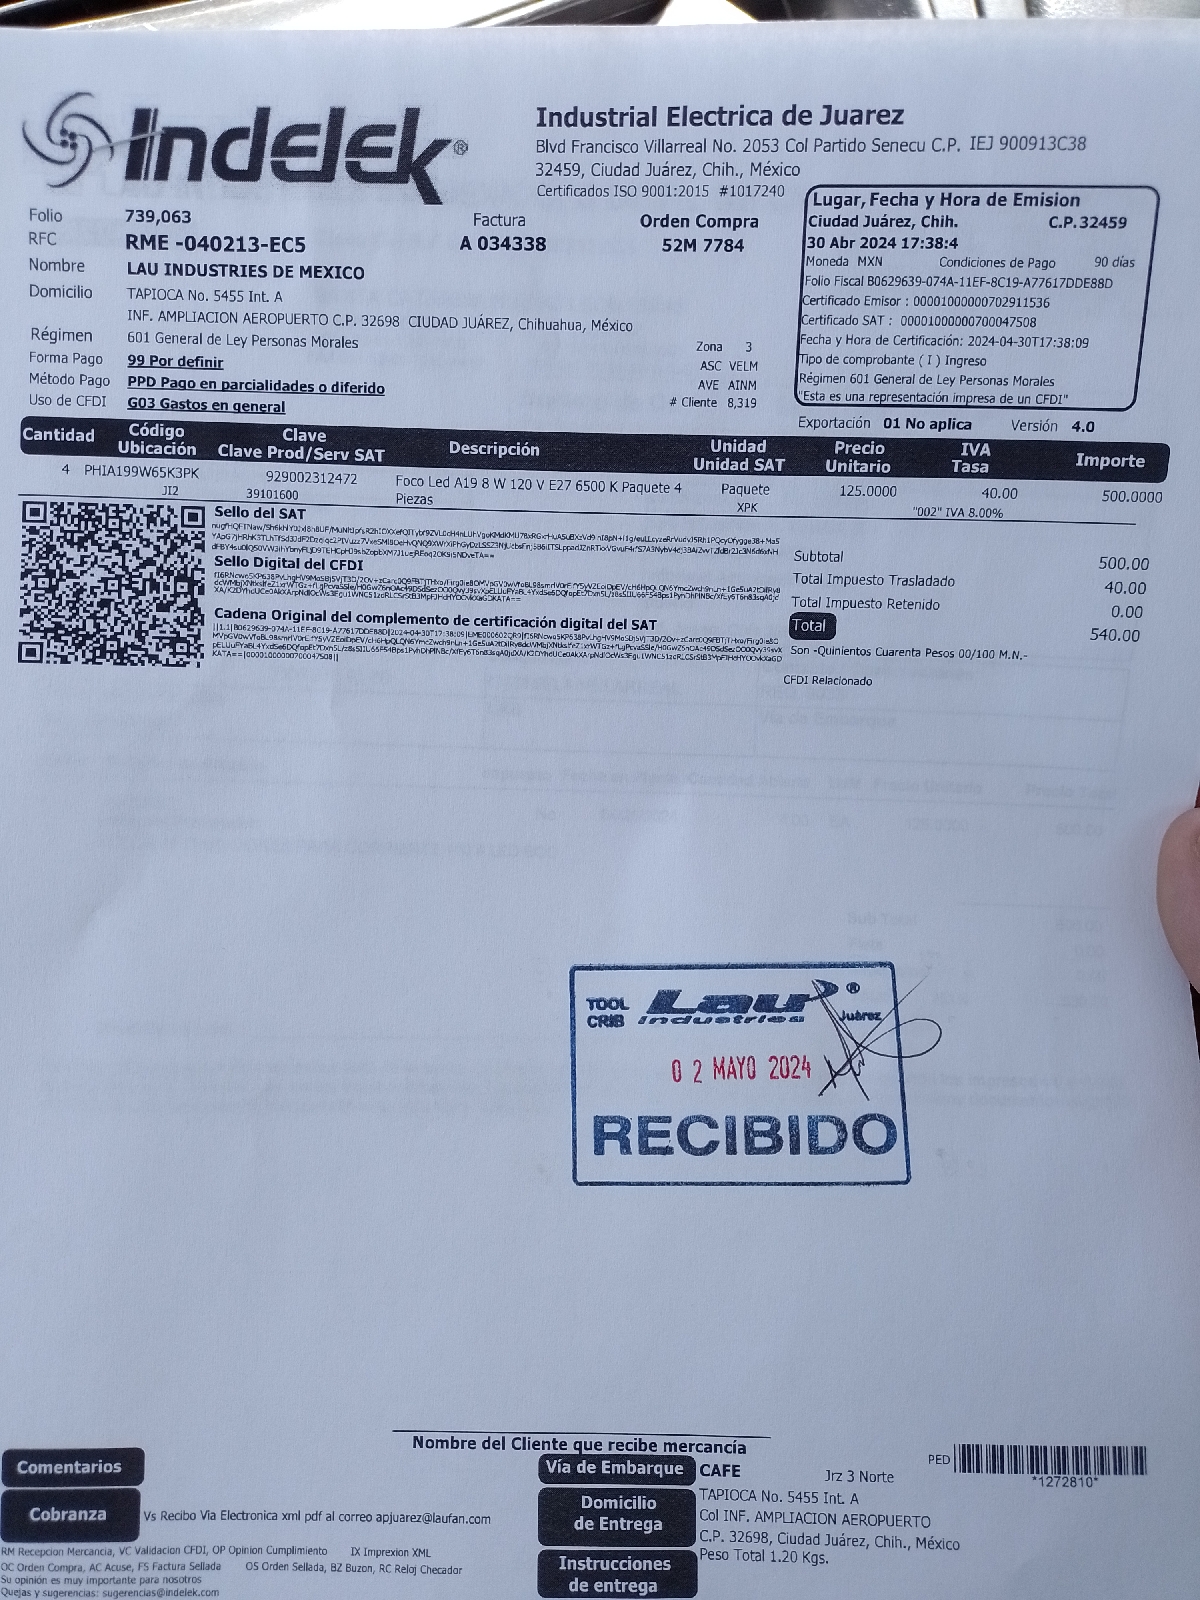 Indelek®
Industrial Electrica de Juarez
Blvd Francisco Villarreal No. 2053 Col Partido Senecu C.P. IEJ 900913C38
32459, Ciudad Juárez, Chih., México
Certificados ISO 9001:2015 #1017240
Folio 739,063 Factura Orden Compra
RFC RME -040213-EC5 A 034338 52M 7784
Nombre LAU INDUSTRIES DE MEXICO
Domicilio TAPIOCA No. 5455 Int. A
INF. AMPLIACION AEROPUERTO C.P. 32698 CIUDAD JUÁREZ, Chihuahua, México
Régimen 601 General de Ley Personas Morales
Forma Pago 99 Por definir
Método Pago PPD Pago en parcialidades o diferido
Uso de CFDI G03 Gastos en general
Zona 3
ASC VELM
AVE AINM
# Cliente 8,319
Lugar, Fecha y Hora de Emision
Ciudad Juárez, Chih. C.P.32459
30 Abr 2024 17:38:4
Moneda MXN Condiciones de Pago 90 días
Folio Fiscal B0629639-074A-11EF-8C19-A77617DDE88D
Certificado Emisor : 00001000000702911536
Certificado SAT : 00001000000700047508
Fecha y Hora de Certificación: 2024-04-30T17:38:09
Tipo de comprobante ( I ) Ingreso
Régimen 601 General de Ley Personas Morales
"Esta es una representación impresa de un CFDI"
Exportación 01 No aplica Versión 4.0
Cantidad Código Ubicación Clave Clave Prod/Serv SAT Descripción Unidad Unidad SAT Precio Unitario IVA Tasa Importe
4 PHIA199W65K3PK 929002312472 Foco Led A19 8 W 120 V E27 6500 K Paquete 4 Paquete 125.0000 40.00 500.0000
JI2 39101600 Piezas XPK "002" IVA 8.00%
Sello del SAT
Sello Digital del CFDI
Cadena Original del complemento de certificación digital del SAT
Subtotal 500.00
Total Impuesto Trasladado 40.00
Total Impuesto Retenido 0.00
Total 540.00
Son -Quinientos Cuarenta Pesos 00/100 M.N.-
CFDI Relacionado
TOOL CRIB Lau® Industries Juárez
02 MAYO 2024
RECIBIDO
Nombre del Cliente que recibe mercancía
Comentarios
Cobranza Vs Recibo Via Electronica xml pdf al correo apjuarez@laufan.com
RM Recepcion Mercancia, VC Validacion CFDI, OP Opinion Cumplimiento IX Imprexion XML
OC Orden Compra, AC Acuse, FS Factura Sellada OS Orden Sellada, BZ Buzon, RC Reloj Checador
Su opinión es muy importante para nosotros
Quejas y sugerencias: sugerencias@indelek.com
Vía de Embarque CAFE Jrz 3 Norte
PED *1272810*
Domicilio de Entrega TAPIOCA No. 5455 Int. A
Col INF. AMPLIACION AEROPUERTO
C.P. 32698, Ciudad Juárez, Chih., México
Peso Total 1.20 Kgs.
Instrucciones de entrega